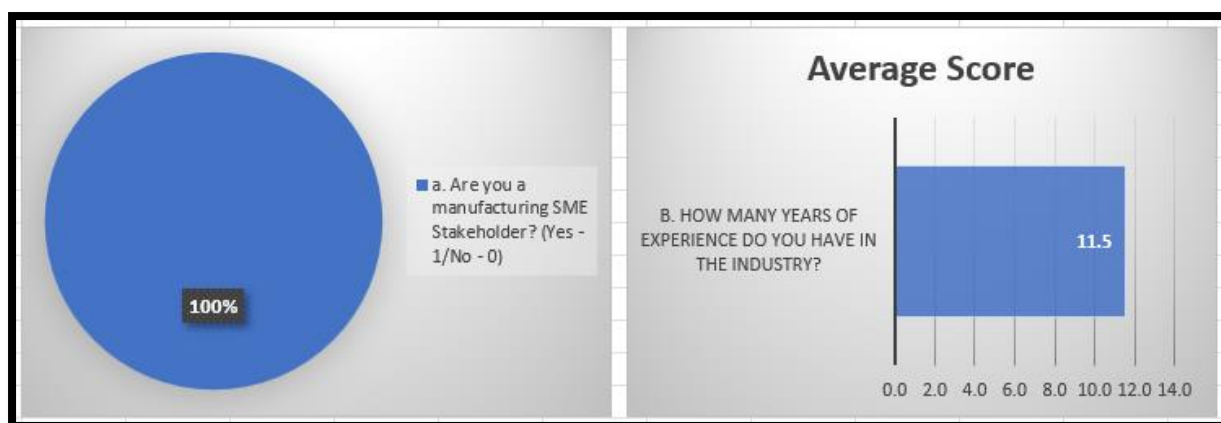 100%
a. Are you a
manufacturing SME
Stakeholder? (Yes -
1/No - 0)
Average Score
B. HOW MANY YEARS OF
EXPERIENCE DO YOU HAVE IN
THE INDUSTRY?
11.5
0.0 2.0 4.0 6.0 8.0 10.0 12.0 14.0